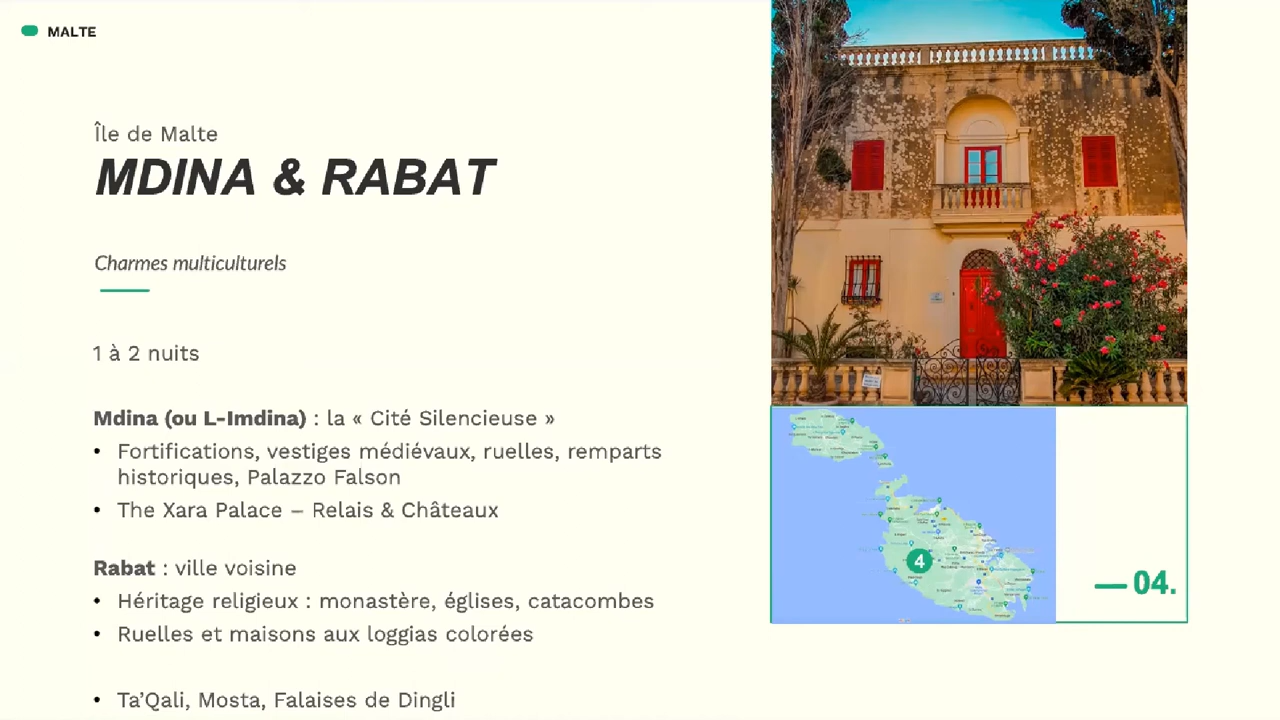 MALTE
Île de Malte
MDINA & RABAT
Charmes multiculturels
1 à 2 nuits
Mdina (ou L-Imdina) : la « Cité Silencieuse »
• Fortifications, vestiges médiévaux, ruelles, remparts
historiques, Palazzo Falson
• The Xara Palace – Relais & Châteaux
Rabat : ville voisine
• Héritage religieux : monastère, églises, catacombes
• Ruelles et maisons aux loggias colorées
• Ta’Qali, Mosta, Falaises de Dingli
4
04.